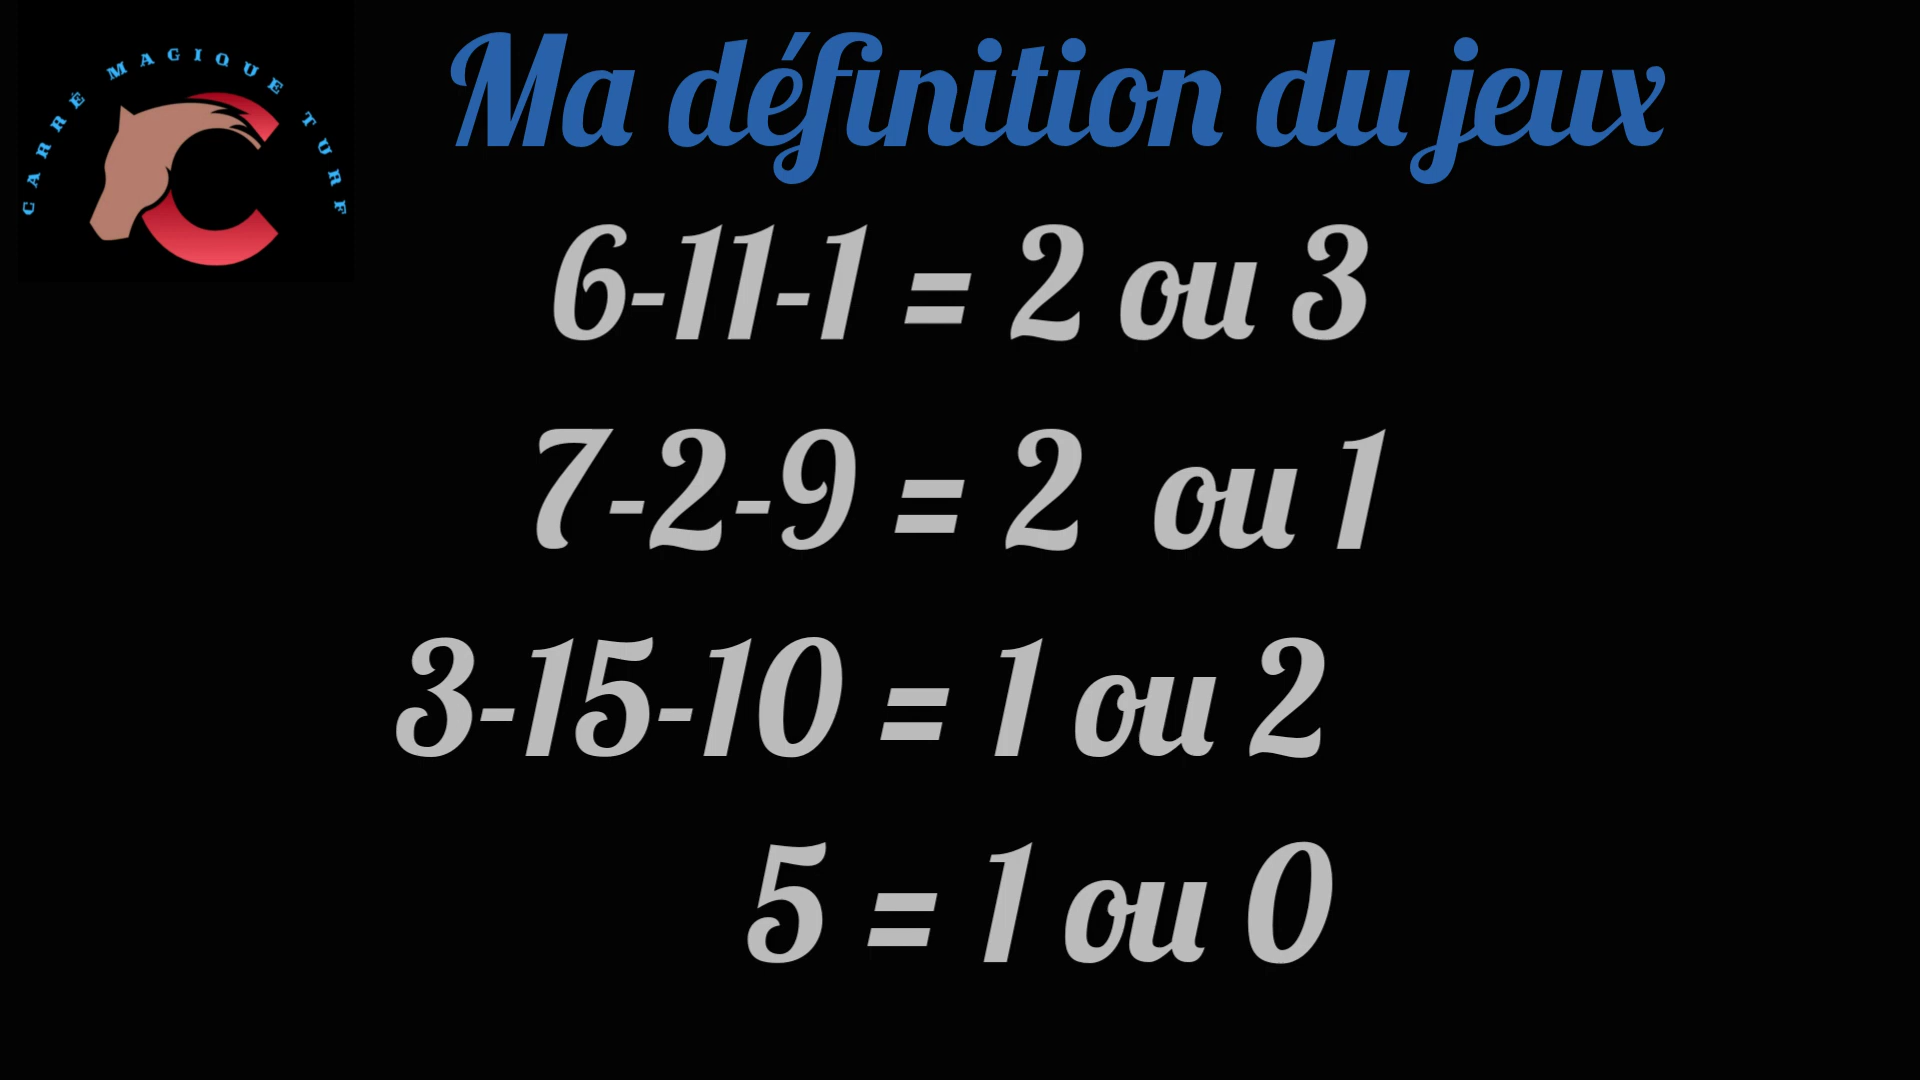 CARRÉ MAGIQUE TURF
Ma définition du jeux
6-11-1 = 2 ou 3
7-2-9 = 2 ou 1
3-15-10 = 1 ou 2
5 = 1 ou 0